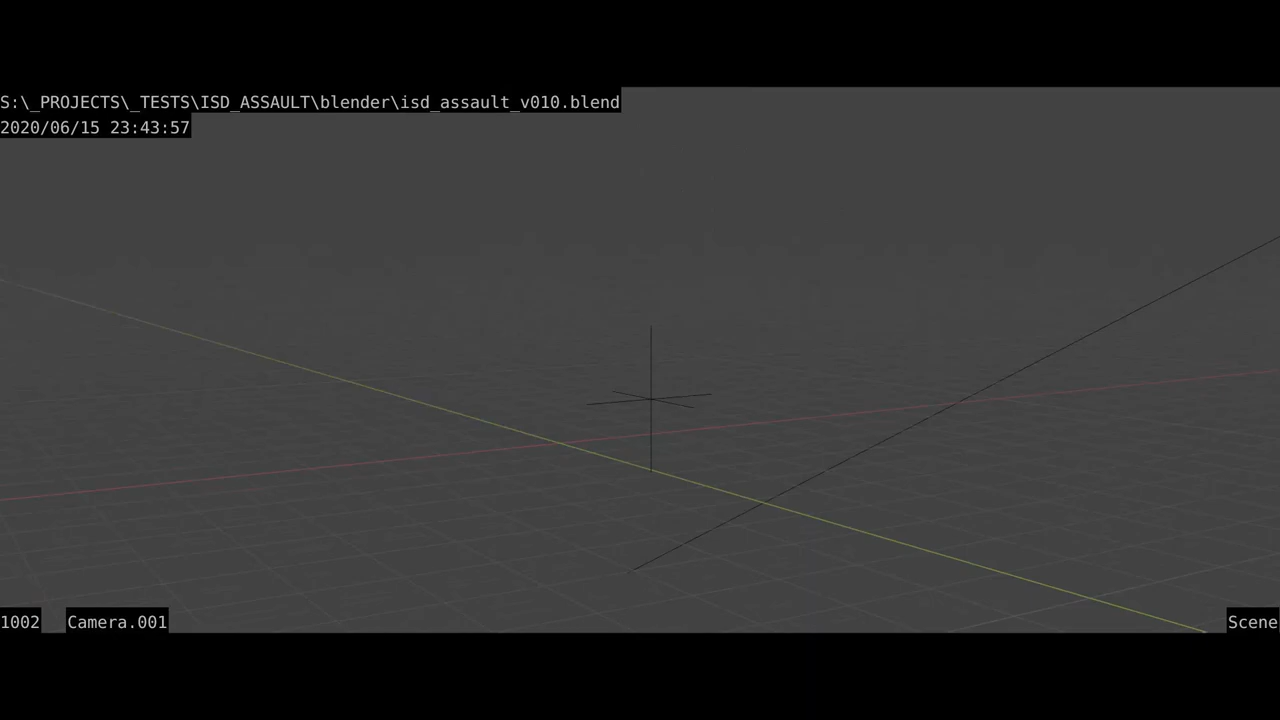 S:\_PROJECTS\_TESTS\ISD_ASSAULT\blender\isd_assault_v010.blend
2020/06/15 23:43:57
1002 Camera.001 Scene